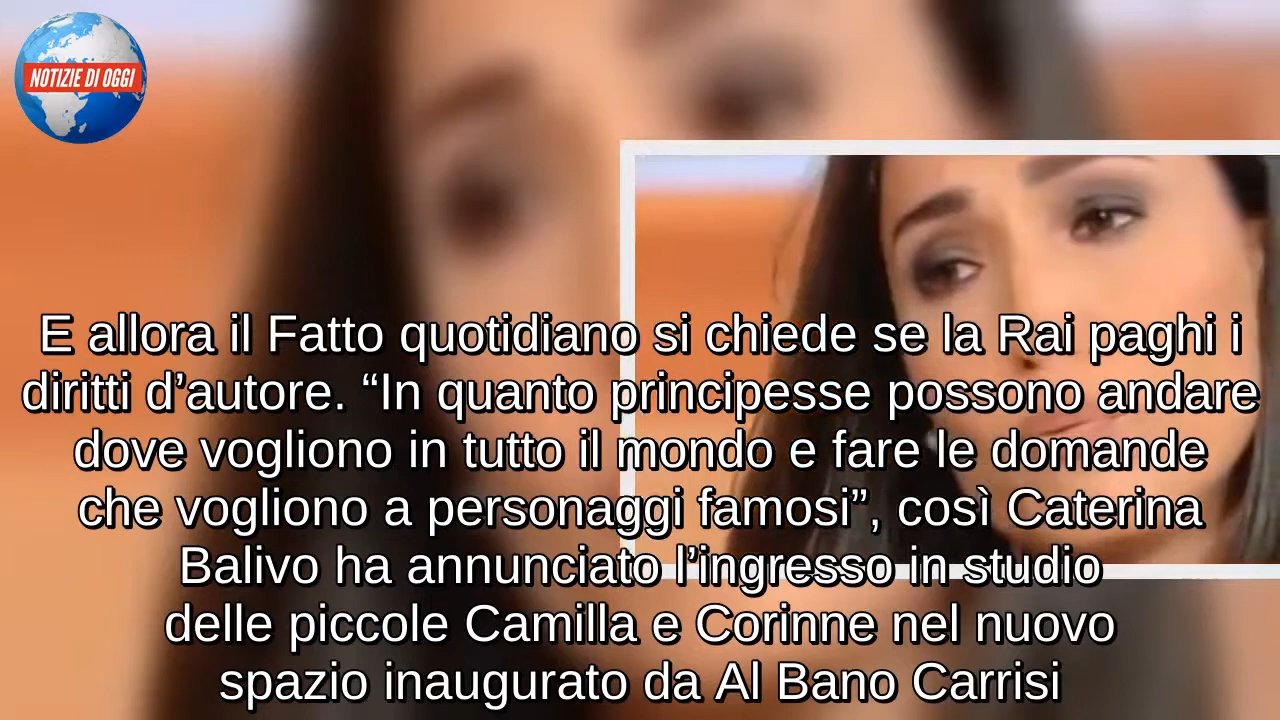 NOTIZIE DI OGGI
E allora il Fatto quotidiano si chiede se la Rai paghi i
diritti d’autore. “In quanto principesse possono andare
dove vogliono in tutto il mondo e fare le domande
che vogliono a personaggi famosi”, così Caterina
Balivo ha annunciato l’ingresso in studio
delle piccole Camilla e Corinne nel nuovo
spazio inaugurato da Al Bano Carrisi